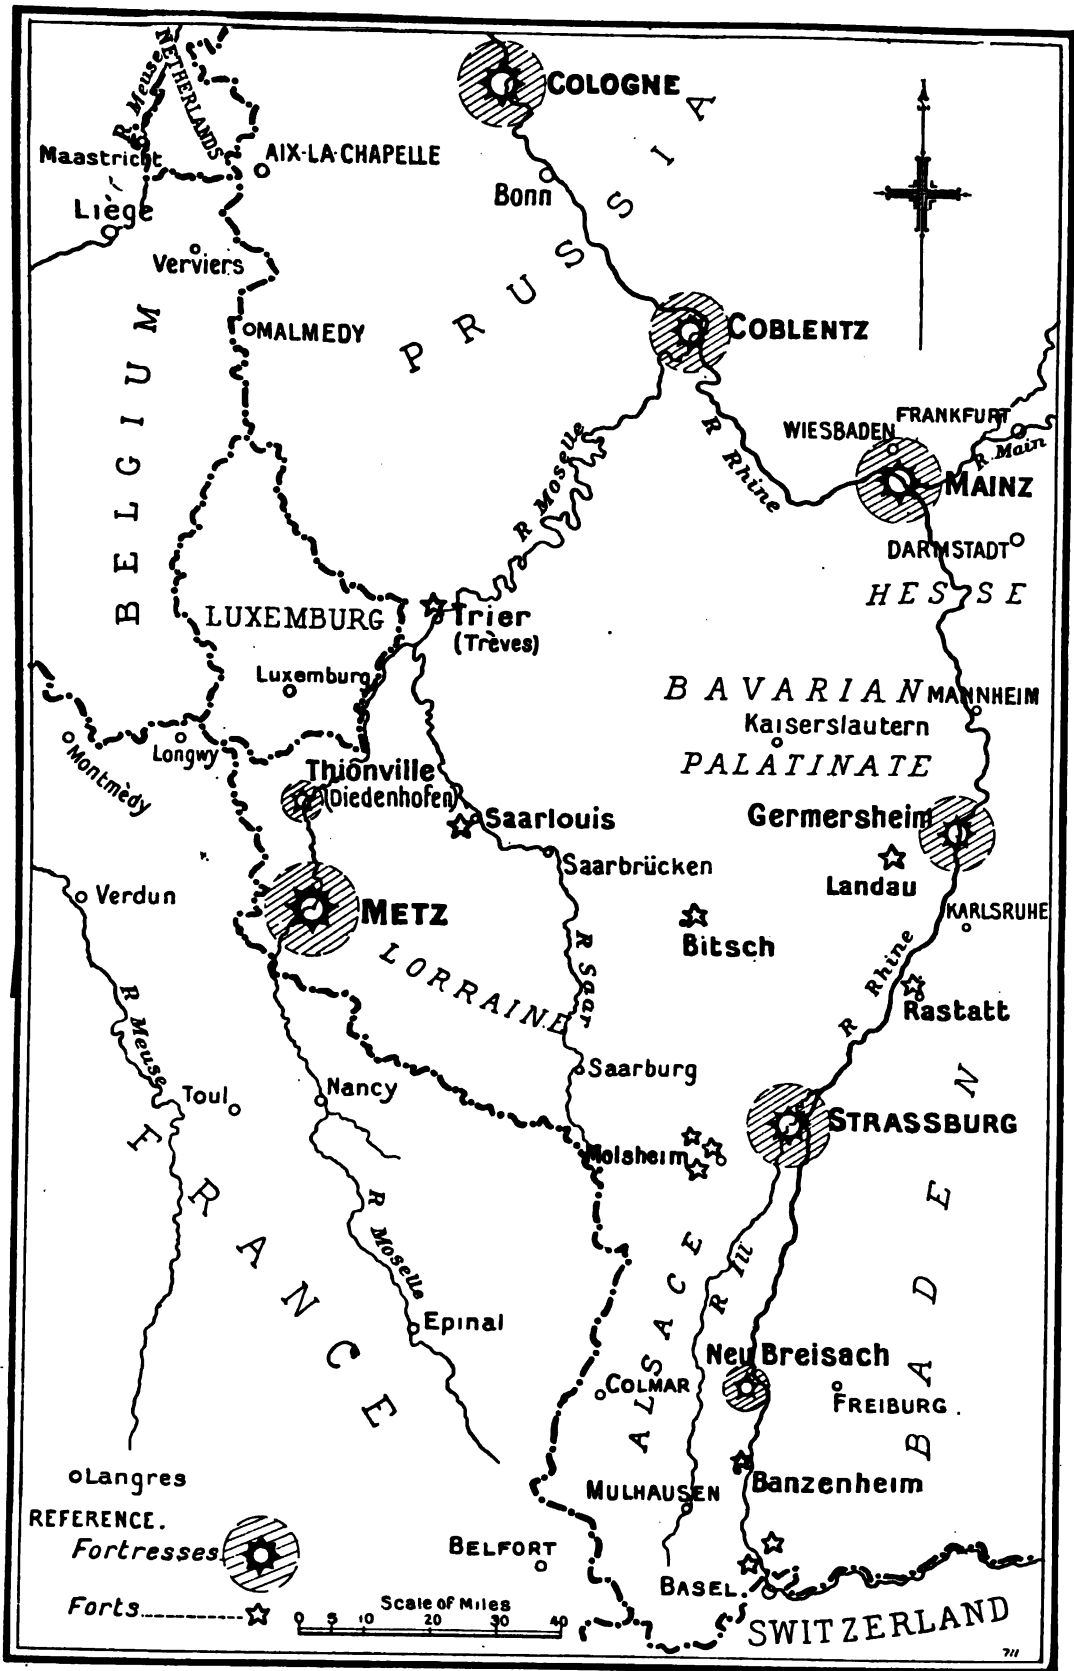 NETHERLANDS
R. Meuse
COLOGNE
Maastricht
AIX-LA-CHAPELLE
Bonn
Liège
Verviers
PRUSSIA
BELGIUM
MALMEDY
COBLENTZ
R Moselle
R Rhine
WIESBADEN
FRANKFURT
R. Main
MAINZ
DARMSTADT
HESSE
LUXEMBURG
Trier
(Trèves)
Luxemburg
BAVARIAN
MANNHEIM
Kaiserslautern
PALATINATE
Longwy
Montmèdy
Thionville
(Diedenhofen)
Saarlouis
Germersheim
Saarbrücken
Landau
Verdun
METZ
KARLSRUHE
Bitsch
LORRAINE
R Saar
R Rhine
Rastatt
R Meuse
Saarburg
Toul
Nancy
STRASSBURG
Molsheim
FRANCE
BADEN
R Moselle
ALSACE
R Ill
Epinal
Neu Breisach
COLMAR
FREIBURG.
Langres
Banzenheim
MULHAUSEN
REFERENCE.
Fortresses
BELFORT
BASEL.
Forts
Scale of Miles
0 5 10 20 30 40
SWITZERLAND
711